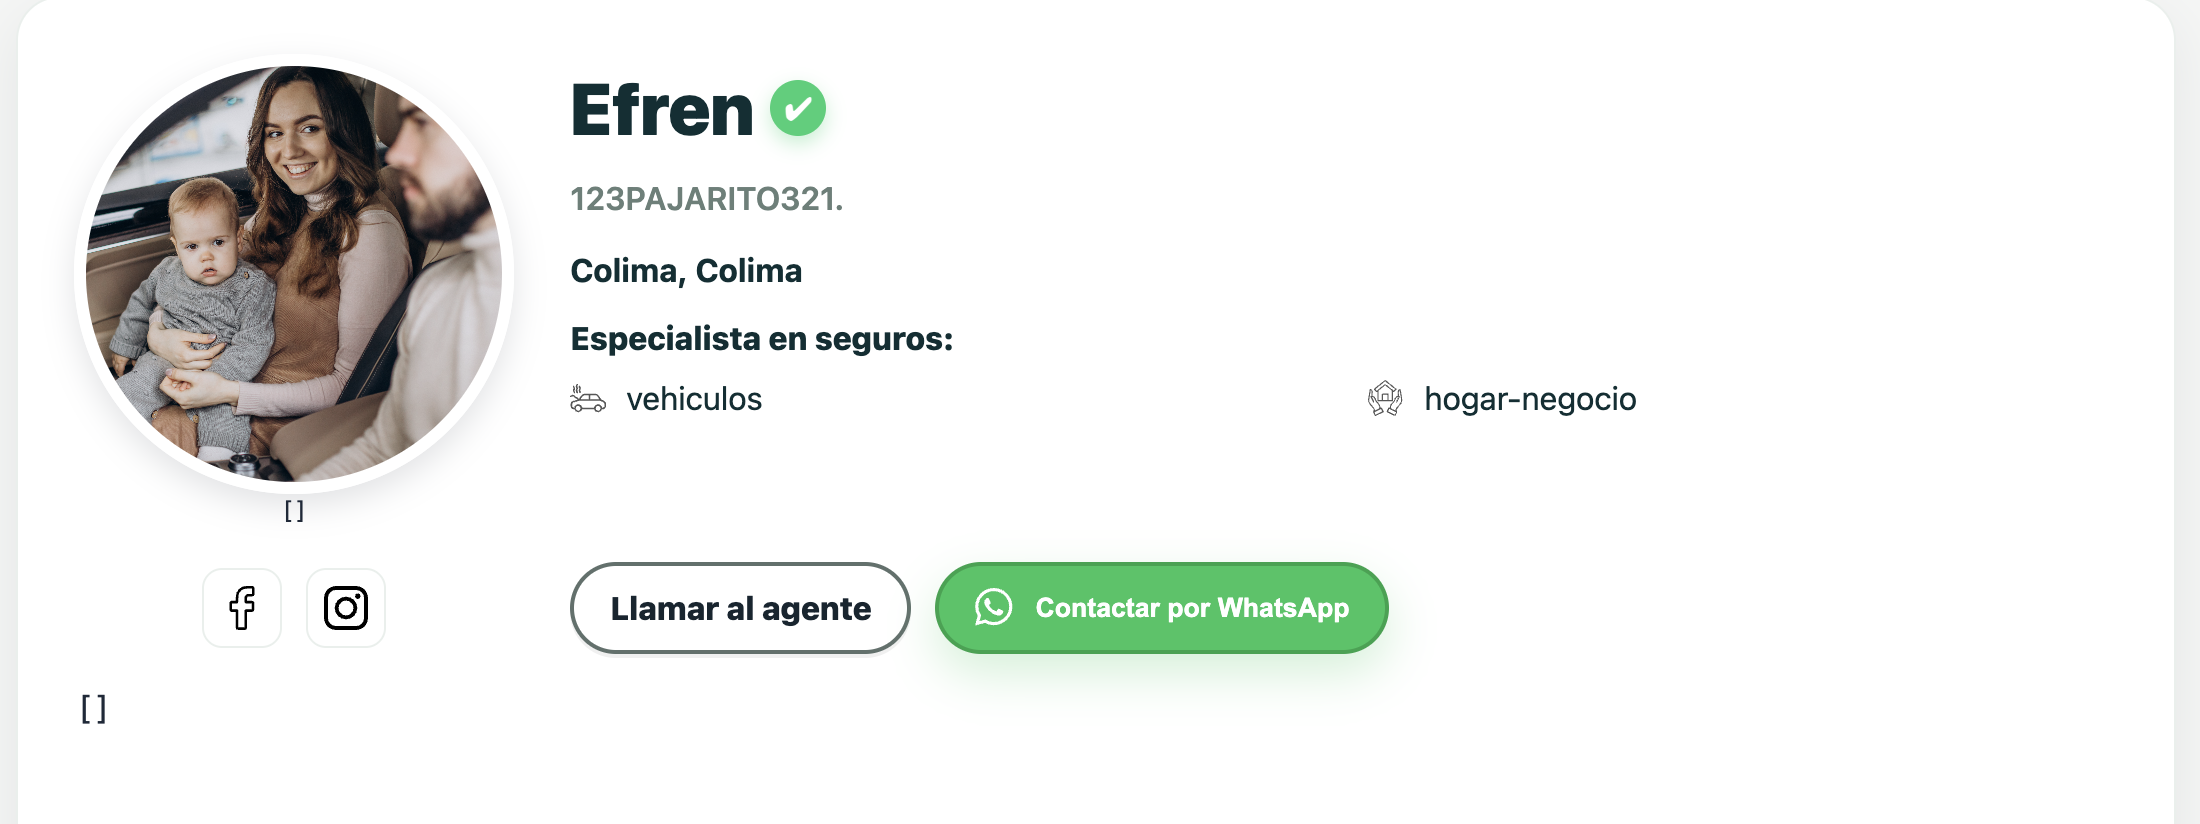 Efren
123PAJARITO321.
Colima, Colima
Especialista en seguros:
vehiculos
hogar-negocio
[]
Llamar al agente
Contactar por WhatsApp
[]